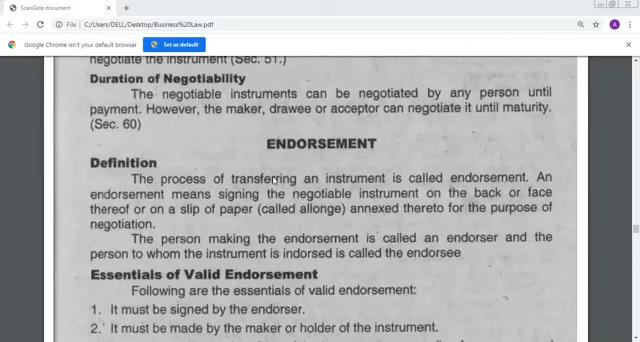 ScanGate document
File
C:/Users/DELL/Desktop/Business%20Law.pdf
A
Google Chrome isn't your default browser
Set as default
negotiate the instrument (Sec. 51.)
Duration of Negotiability
The negotiable instruments can be negotiated by any person until
payment. However, the maker, drawee or acceptor can negotiate it until maturity.
(Sec. 60)
ENDORSEMENT
Definition
The process of transferring an instrument is called endorsement. An
endorsement means signing the negotiable instrument on the back or face
thereof or on a slip of paper (called allonge) annexed thereto for the purpose of
negotiation.
The person making the endorsement is called an endorser and the
person to whom the instrument is indorsed is called the endorsee
Essentials of Valid Endorsement
Following are the essentials of valid endorsement:
1. It must be signed by the endorser.
2. It must be made by the maker or holder of the instrument.